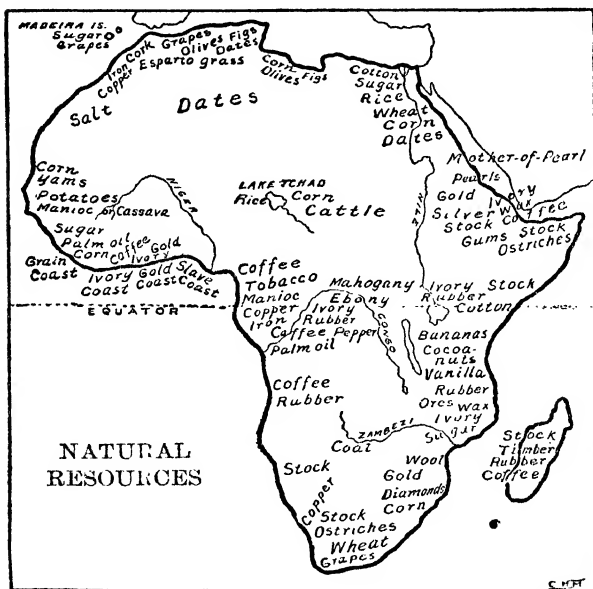 MADEIRA IS.
Sugar
Grapes
Iron
Copper
Cork
Grapes
Olives Figs
Dates
Esparto grass
Corn Figs
Olives
Salt
Dates
Cotton
Sugar
Rice
Wheat
Corn
Dates
Mother-of-Pearl
Pearls
Gold
Ivory
Silver Wax
Stock Coffee
Gums Stock
Ostriches
NILE
Corn
Yams
Potatoes
Manioc or Cassava
NIGER
LAKE TCHAD
Rice
Corn
Cattle
Sugar
Palm oil
Corn Coffee Gold
Ivory
Grain
Coast
Ivory
Coast
Gold
Coast
Slave
Coast
EQUATOR
Coffee
Tobacco
Manioc
Copper
Iron
Mahogany
Ebony
Ivory
Rubber
Coffee Pepper
Palm oil
CONGO
Ivory
Rubber
Stock
Cotton
Bananas
Cocoa-
nuts
Vanilla
Rubber
Ores Wax
Ivory
Sugar
Coffee
Rubber
ZAMBEZI
Coal
Stock
Timber
Rubber
Coffee
NATURAL
RESOURCES
Stock
Copper
Wool
Gold
Diamonds
Corn
Stock
Ostriches
Wheat
Grapes